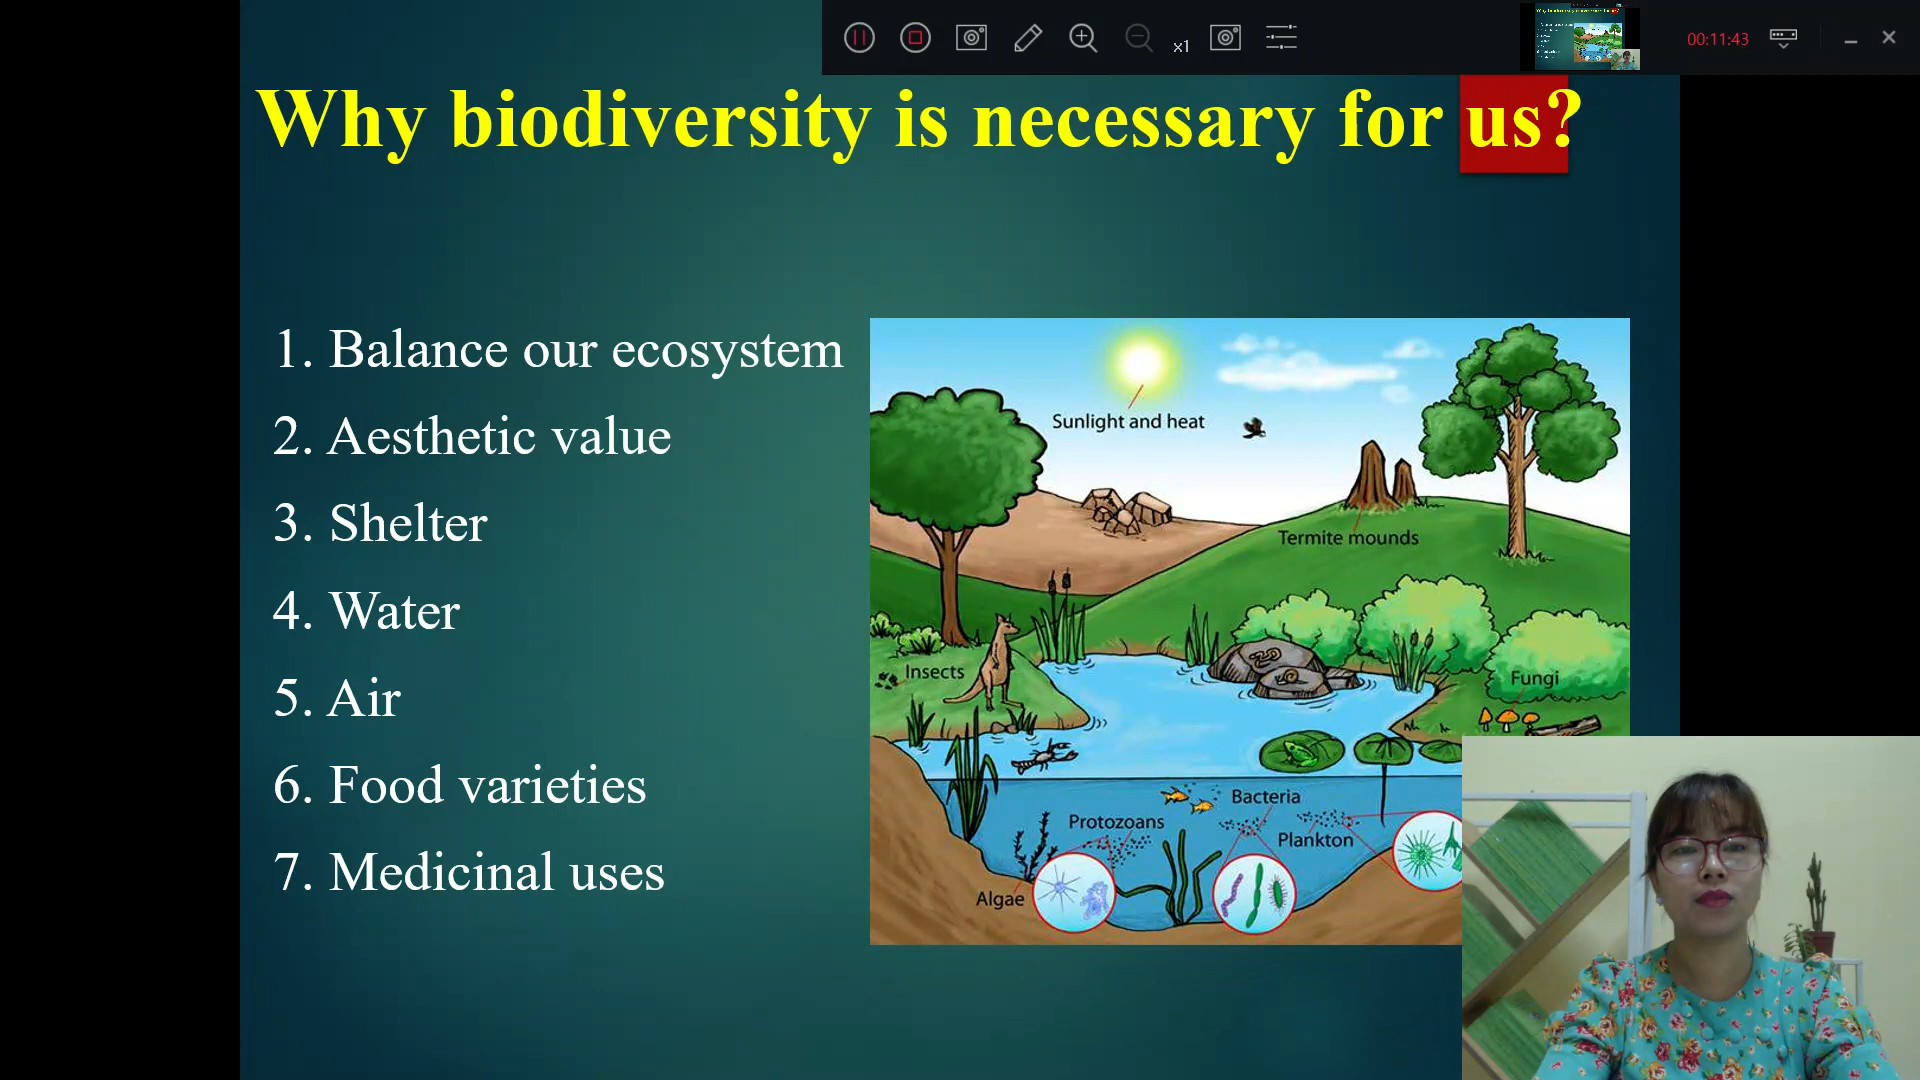 x1
00:11:43
Why biodiversity is necessary for us?
1. Balance our ecosystem
2. Aesthetic value
3. Shelter
4. Water
5. Air
6. Food varieties
7. Medicinal uses
Sunlight and heat
Termite mounds
Insects
Fungi
Bacteria
Protozoans
Plankton
Algae